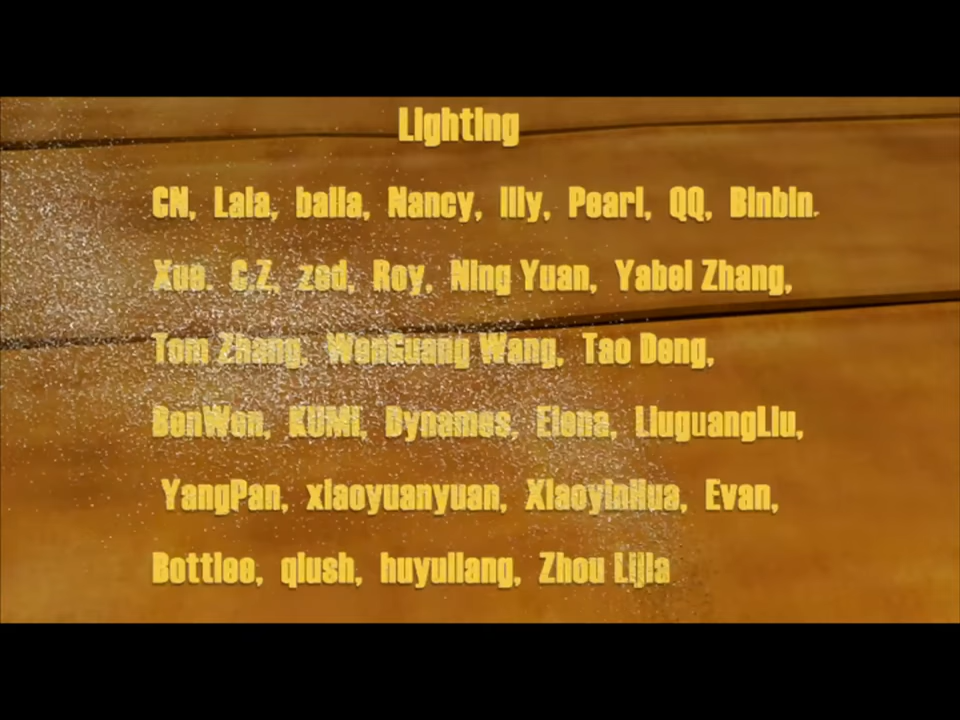 Lighting
CN, Lala, baila, Nancy, lily, Pearl, QQ, Binbin.
Xue. C.Z, zed, Roy, Ning Yuan, Yabei Zhang,
Tom Zhang, WenGuang Wang, Tao Deng,
BenWen, KUMI, Dynames, Elena, LiuguangLiu,
YangPan, xiaoyuanyuan, XiaoyinHua, Evan,
Bottlee, qiush, huyuliang, Zhou Lijia